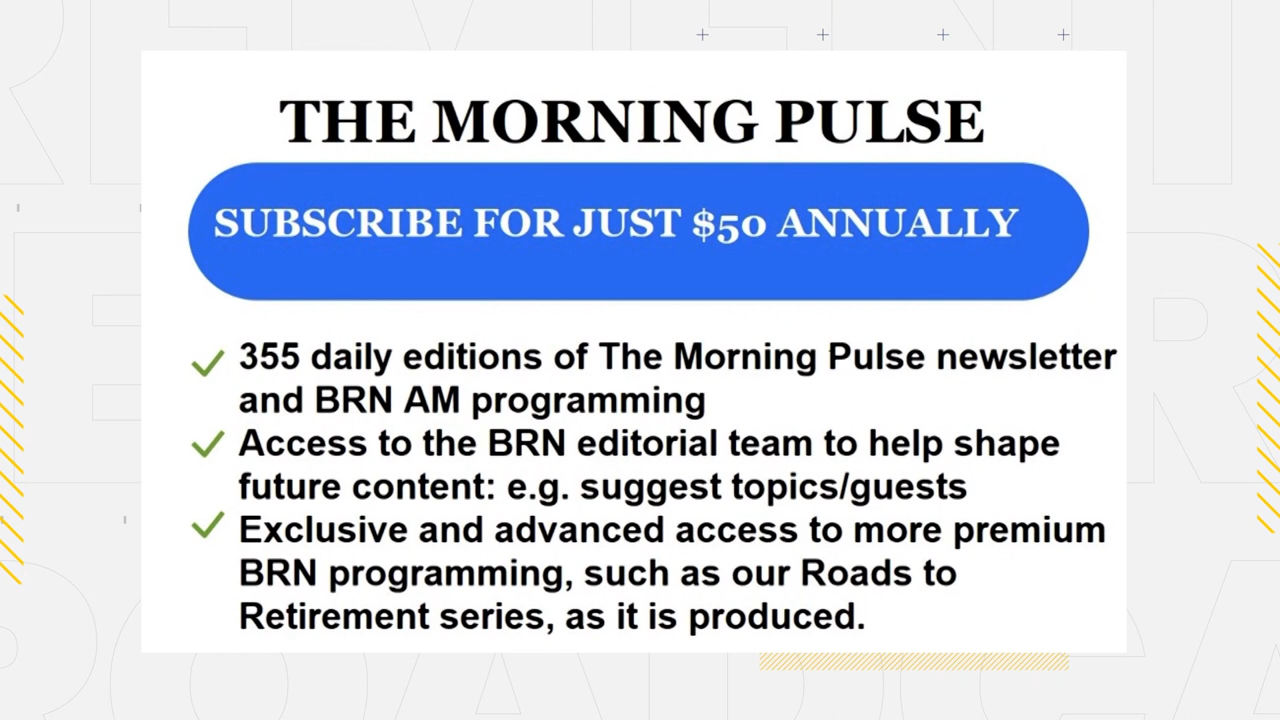 THE MORNING PULSE
SUBSCRIBE FOR JUST $50 ANNUALLY
355 daily editions of The Morning Pulse newsletter
and BRN AM programming
Access to the BRN editorial team to help shape
future content: e.g. suggest topics/guests
Exclusive and advanced access to more premium
BRN programming, such as our Roads to
Retirement series, as it is produced.